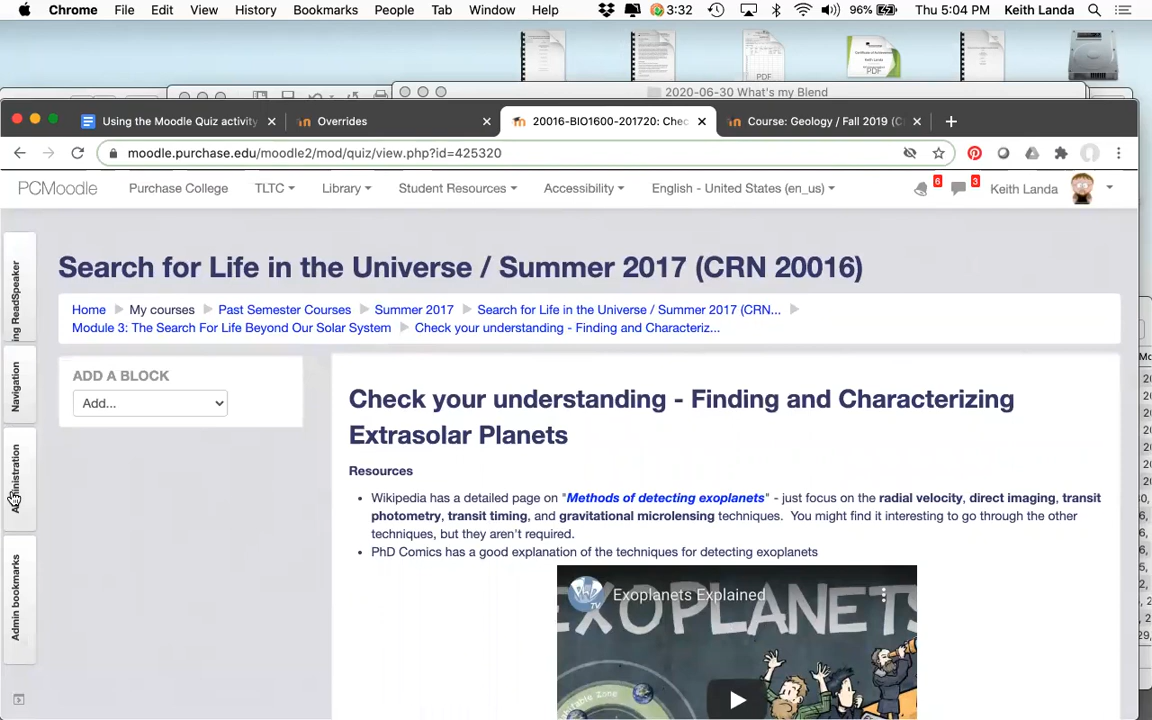 Chrome File Edit View History Bookmarks People Tab Window Help 3:32 96% Thu 5:04 PM Keith Landa
PDF
PDF
2020-06-30 What's my Blend
Using the Moodle Quiz activity
Overrides
20016-BIO1600-201720: Chec
Course: Geology / Fall 2019 (C
moodle.purchase.edu/moodle2/mod/quiz/view.php?id=425320
PCMoodle Purchase College TLTC Library Student Resources Accessibility English - United States (en_us) 6 3 Keith Landa
Search for Life in the Universe / Summer 2017 (CRN 20016)
Home My courses Past Semester Courses Summer 2017 Search for Life in the Universe / Summer 2017 (CRN...
Module 3: The Search For Life Beyond Our Solar System Check your understanding - Finding and Characteriz...
ng ReadSpeaker
Navigation
Administration
Admin bookmarks
ADD A BLOCK
Add...
Check your understanding - Finding and Characterizing
Extrasolar Planets
Resources
Wikipedia has a detailed page on "Methods of detecting exoplanets" - just focus on the radial velocity, direct imaging, transit
photometry, transit timing, and gravitational microlensing techniques. You might find it interesting to go through the other
techniques, but they aren't required.
PhD Comics has a good explanation of the techniques for detecting exoplanets
Exoplanets Explained
EXOPLANETS